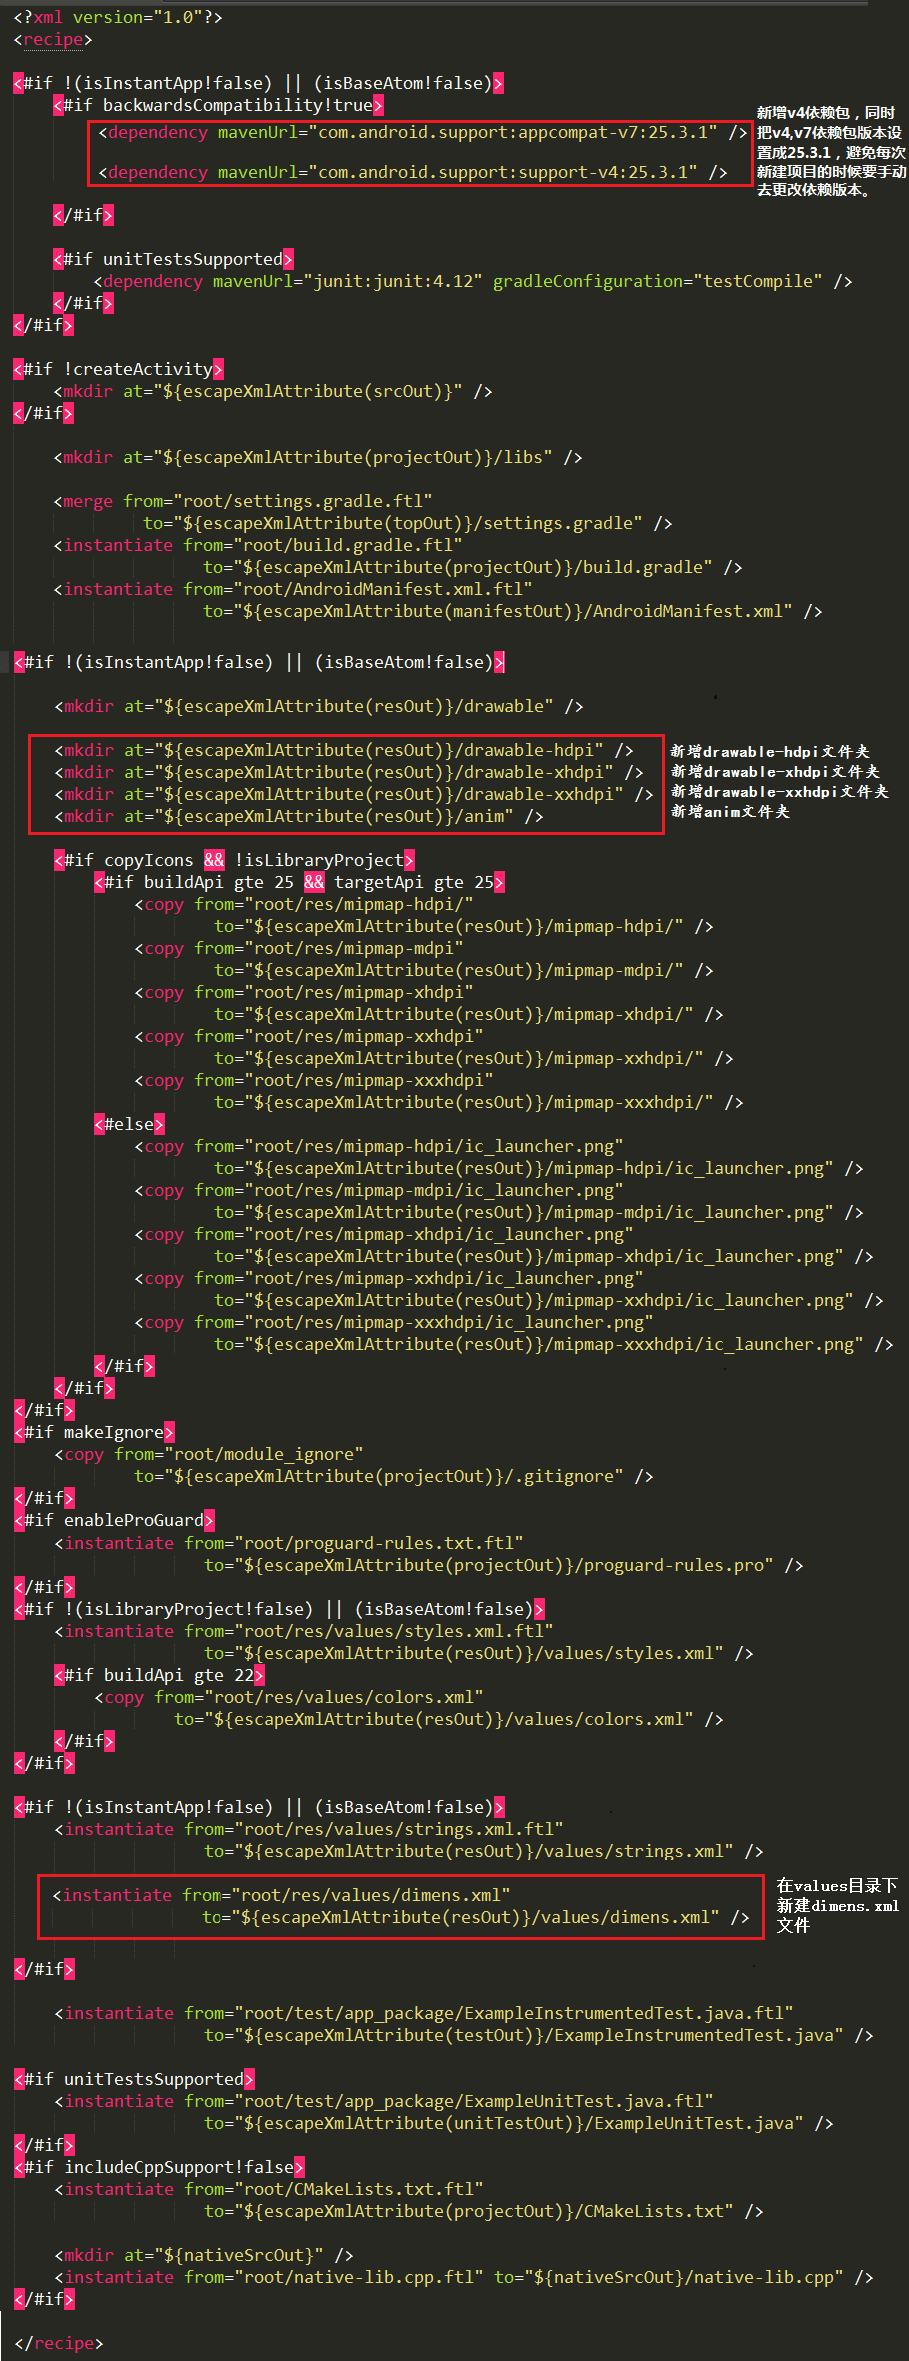 <?xml version="1.0"?>
<recipe>
<#if !(isInstantApp!false) || (isBaseAtom!false)>
<#if backwardsCompatibility!true>
<dependency mavenUrl="com.android.support:appcompat-v7:25.3.1" />
<dependency mavenUrl="com.android.support:support-v4:25.3.1" />
新增v4依赖包，同时
把v4,v7依赖包版本设
置成25.3.1，避免每次
新建项目的时候要手动
去更改依赖版本。
</#if>
<#if unitTestsSupported>
<dependency mavenUrl="junit:junit:4.12" gradleConfiguration="testCompile" />
</#if>
</#if>
<#if !createActivity>
<mkdir at="${escapeXmlAttribute(srcOut)}" />
</#if>
<mkdir at="${escapeXmlAttribute(projectOut)}/libs" />
<merge from="root/settings.gradle.ftl"
to="${escapeXmlAttribute(topOut)}/settings.gradle" />
<instantiate from="root/build.gradle.ftl"
to="${escapeXmlAttribute(projectOut)}/build.gradle" />
<instantiate from="root/AndroidManifest.xml.ftl"
to="${escapeXmlAttribute(manifestOut)}/AndroidManifest.xml" />
<#if !(isInstantApp!false) || (isBaseAtom!false)>
<mkdir at="${escapeXmlAttribute(resOut)}/drawable" />
<mkdir at="${escapeXmlAttribute(resOut)}/drawable-hdpi" />
<mkdir at="${escapeXmlAttribute(resOut)}/drawable-xhdpi" />
<mkdir at="${escapeXmlAttribute(resOut)}/drawable-xxhdpi" />
<mkdir at="${escapeXmlAttribute(resOut)}/anim" />
新增drawable-hdpi文件夹
新增drawable-xhdpi文件夹
新增drawable-xxhdpi文件夹
新增anim文件夹
<#if copyIcons && !isLibraryProject>
<#if buildApi gte 25 && targetApi gte 25>
<copy from="root/res/mipmap-hdpi/"
to="${escapeXmlAttribute(resOut)}/mipmap-hdpi/" />
<copy from="root/res/mipmap-mdpi"
to="${escapeXmlAttribute(resOut)}/mipmap-mdpi/" />
<copy from="root/res/mipmap-xhdpi"
to="${escapeXmlAttribute(resOut)}/mipmap-xhdpi/" />
<copy from="root/res/mipmap-xxhdpi"
to="${escapeXmlAttribute(resOut)}/mipmap-xxhdpi/" />
<copy from="root/res/mipmap-xxxhdpi"
to="${escapeXmlAttribute(resOut)}/mipmap-xxxhdpi/" />
<#else>
<copy from="root/res/mipmap-hdpi/ic_launcher.png"
to="${escapeXmlAttribute(resOut)}/mipmap-hdpi/ic_launcher.png" />
<copy from="root/res/mipmap-mdpi/ic_launcher.png"
to="${escapeXmlAttribute(resOut)}/mipmap-mdpi/ic_launcher.png" />
<copy from="root/res/mipmap-xhdpi/ic_launcher.png"
to="${escapeXmlAttribute(resOut)}/mipmap-xhdpi/ic_launcher.png" />
<copy from="root/res/mipmap-xxhdpi/ic_launcher.png"
to="${escapeXmlAttribute(resOut)}/mipmap-xxhdpi/ic_launcher.png" />
<copy from="root/res/mipmap-xxxhdpi/ic_launcher.png"
to="${escapeXmlAttribute(resOut)}/mipmap-xxxhdpi/ic_launcher.png" />
</#if>
</#if>
</#if>
<#if makeIgnore>
<copy from="root/module_ignore"
to="${escapeXmlAttribute(projectOut)}/.gitignore" />
</#if>
<#if enableProGuard>
<instantiate from="root/proguard-rules.txt.ftl"
to="${escapeXmlAttribute(projectOut)}/proguard-rules.pro" />
</#if>
<#if !(isLibraryProject!false) || (isBaseAtom!false)>
<instantiate from="root/res/values/styles.xml.ftl"
to="${escapeXmlAttribute(resOut)}/values/styles.xml" />
<#if buildApi gte 22>
<copy from="root/res/values/colors.xml"
to="${escapeXmlAttribute(resOut)}/values/colors.xml" />
</#if>
</#if>
<#if !(isInstantApp!false) || (isBaseAtom!false)>
<instantiate from="root/res/values/strings.xml.ftl"
to="${escapeXmlAttribute(resOut)}/values/strings.xml" />
<instantiate from="root/res/values/dimens.xml"
to="${escapeXmlAttribute(resOut)}/values/dimens.xml" />
在values目录下
新建dimens.xml
文件
</#if>
<instantiate from="root/test/app_package/ExampleInstrumentedTest.java.ftl"
to="${escapeXmlAttribute(testOut)}/ExampleInstrumentedTest.java" />
<#if unitTestsSupported>
<instantiate from="root/test/app_package/ExampleUnitTest.java.ftl"
to="${escapeXmlAttribute(unitTestOut)}/ExampleUnitTest.java" />
</#if>
<#if includeCppSupport!false>
<instantiate from="root/CMakeLists.txt.ftl"
to="${escapeXmlAttribute(projectOut)}/CMakeLists.txt" />
<mkdir at="${nativeSrcOut}" />
<instantiate from="root/native-lib.cpp.ftl" to="${nativeSrcOut}/native-lib.cpp" />
</#if>
</recipe>